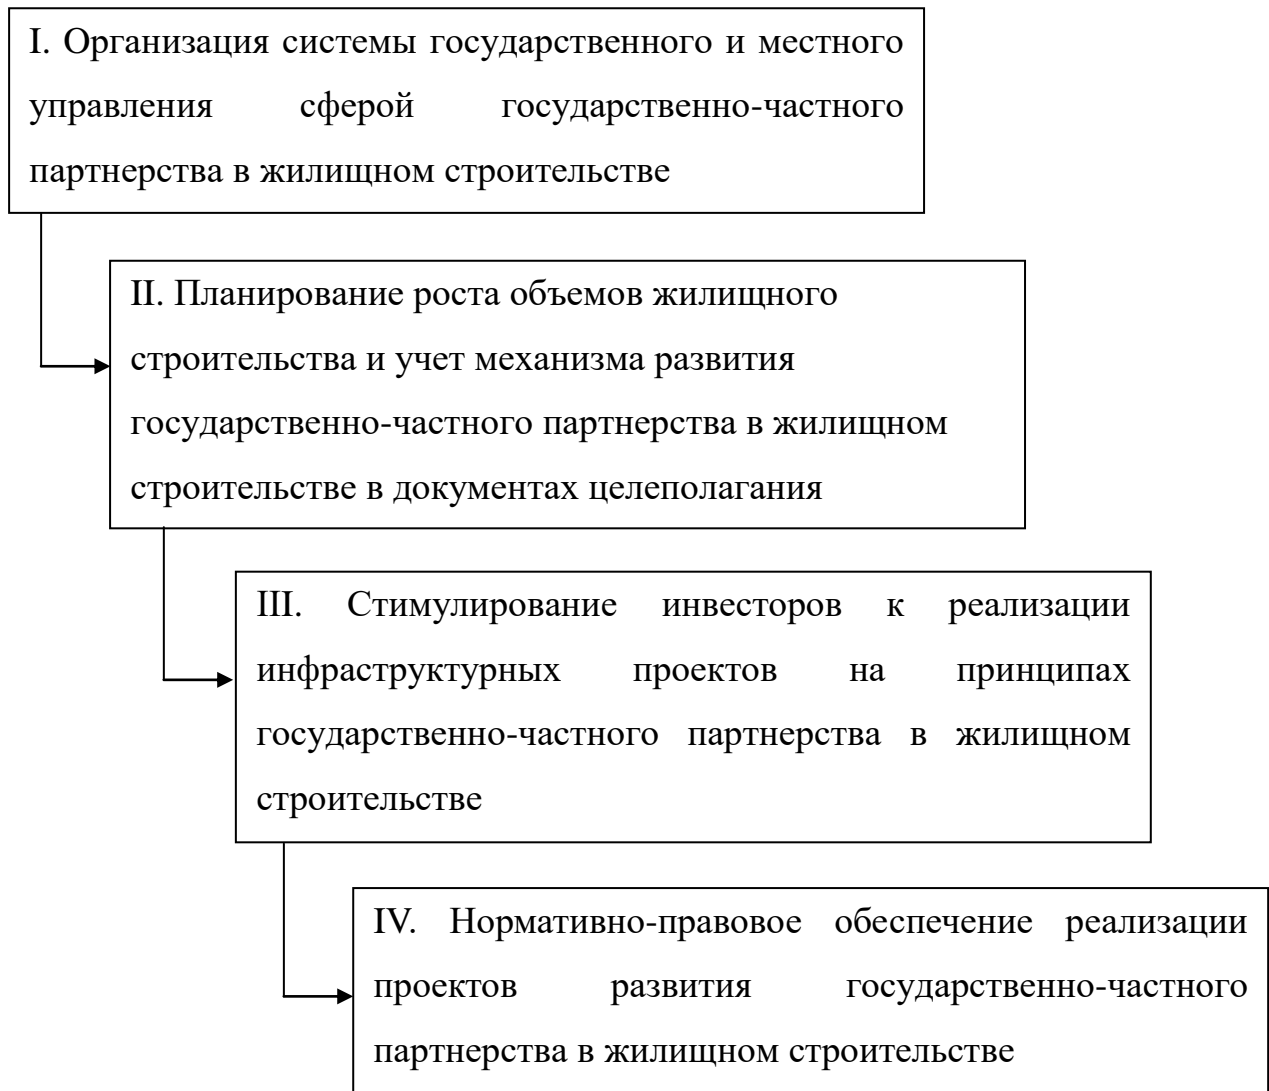 I. Организация системы государственного и местного
управления сферой государственно-частного
партнерства в жилищном строительстве
II. Планирование роста объемов жилищного
строительства и учет механизма развития
государственно-частного партнерства в жилищном
строительстве в документах целеполагания
III. Стимулирование инвесторов к реализации
инфраструктурных проектов на принципах
государственно-частного партнерства в жилищном
строительстве
IV. Нормативно-правовое обеспечение реализации
проектов развития государственно-частного
партнерства в жилищном строительстве